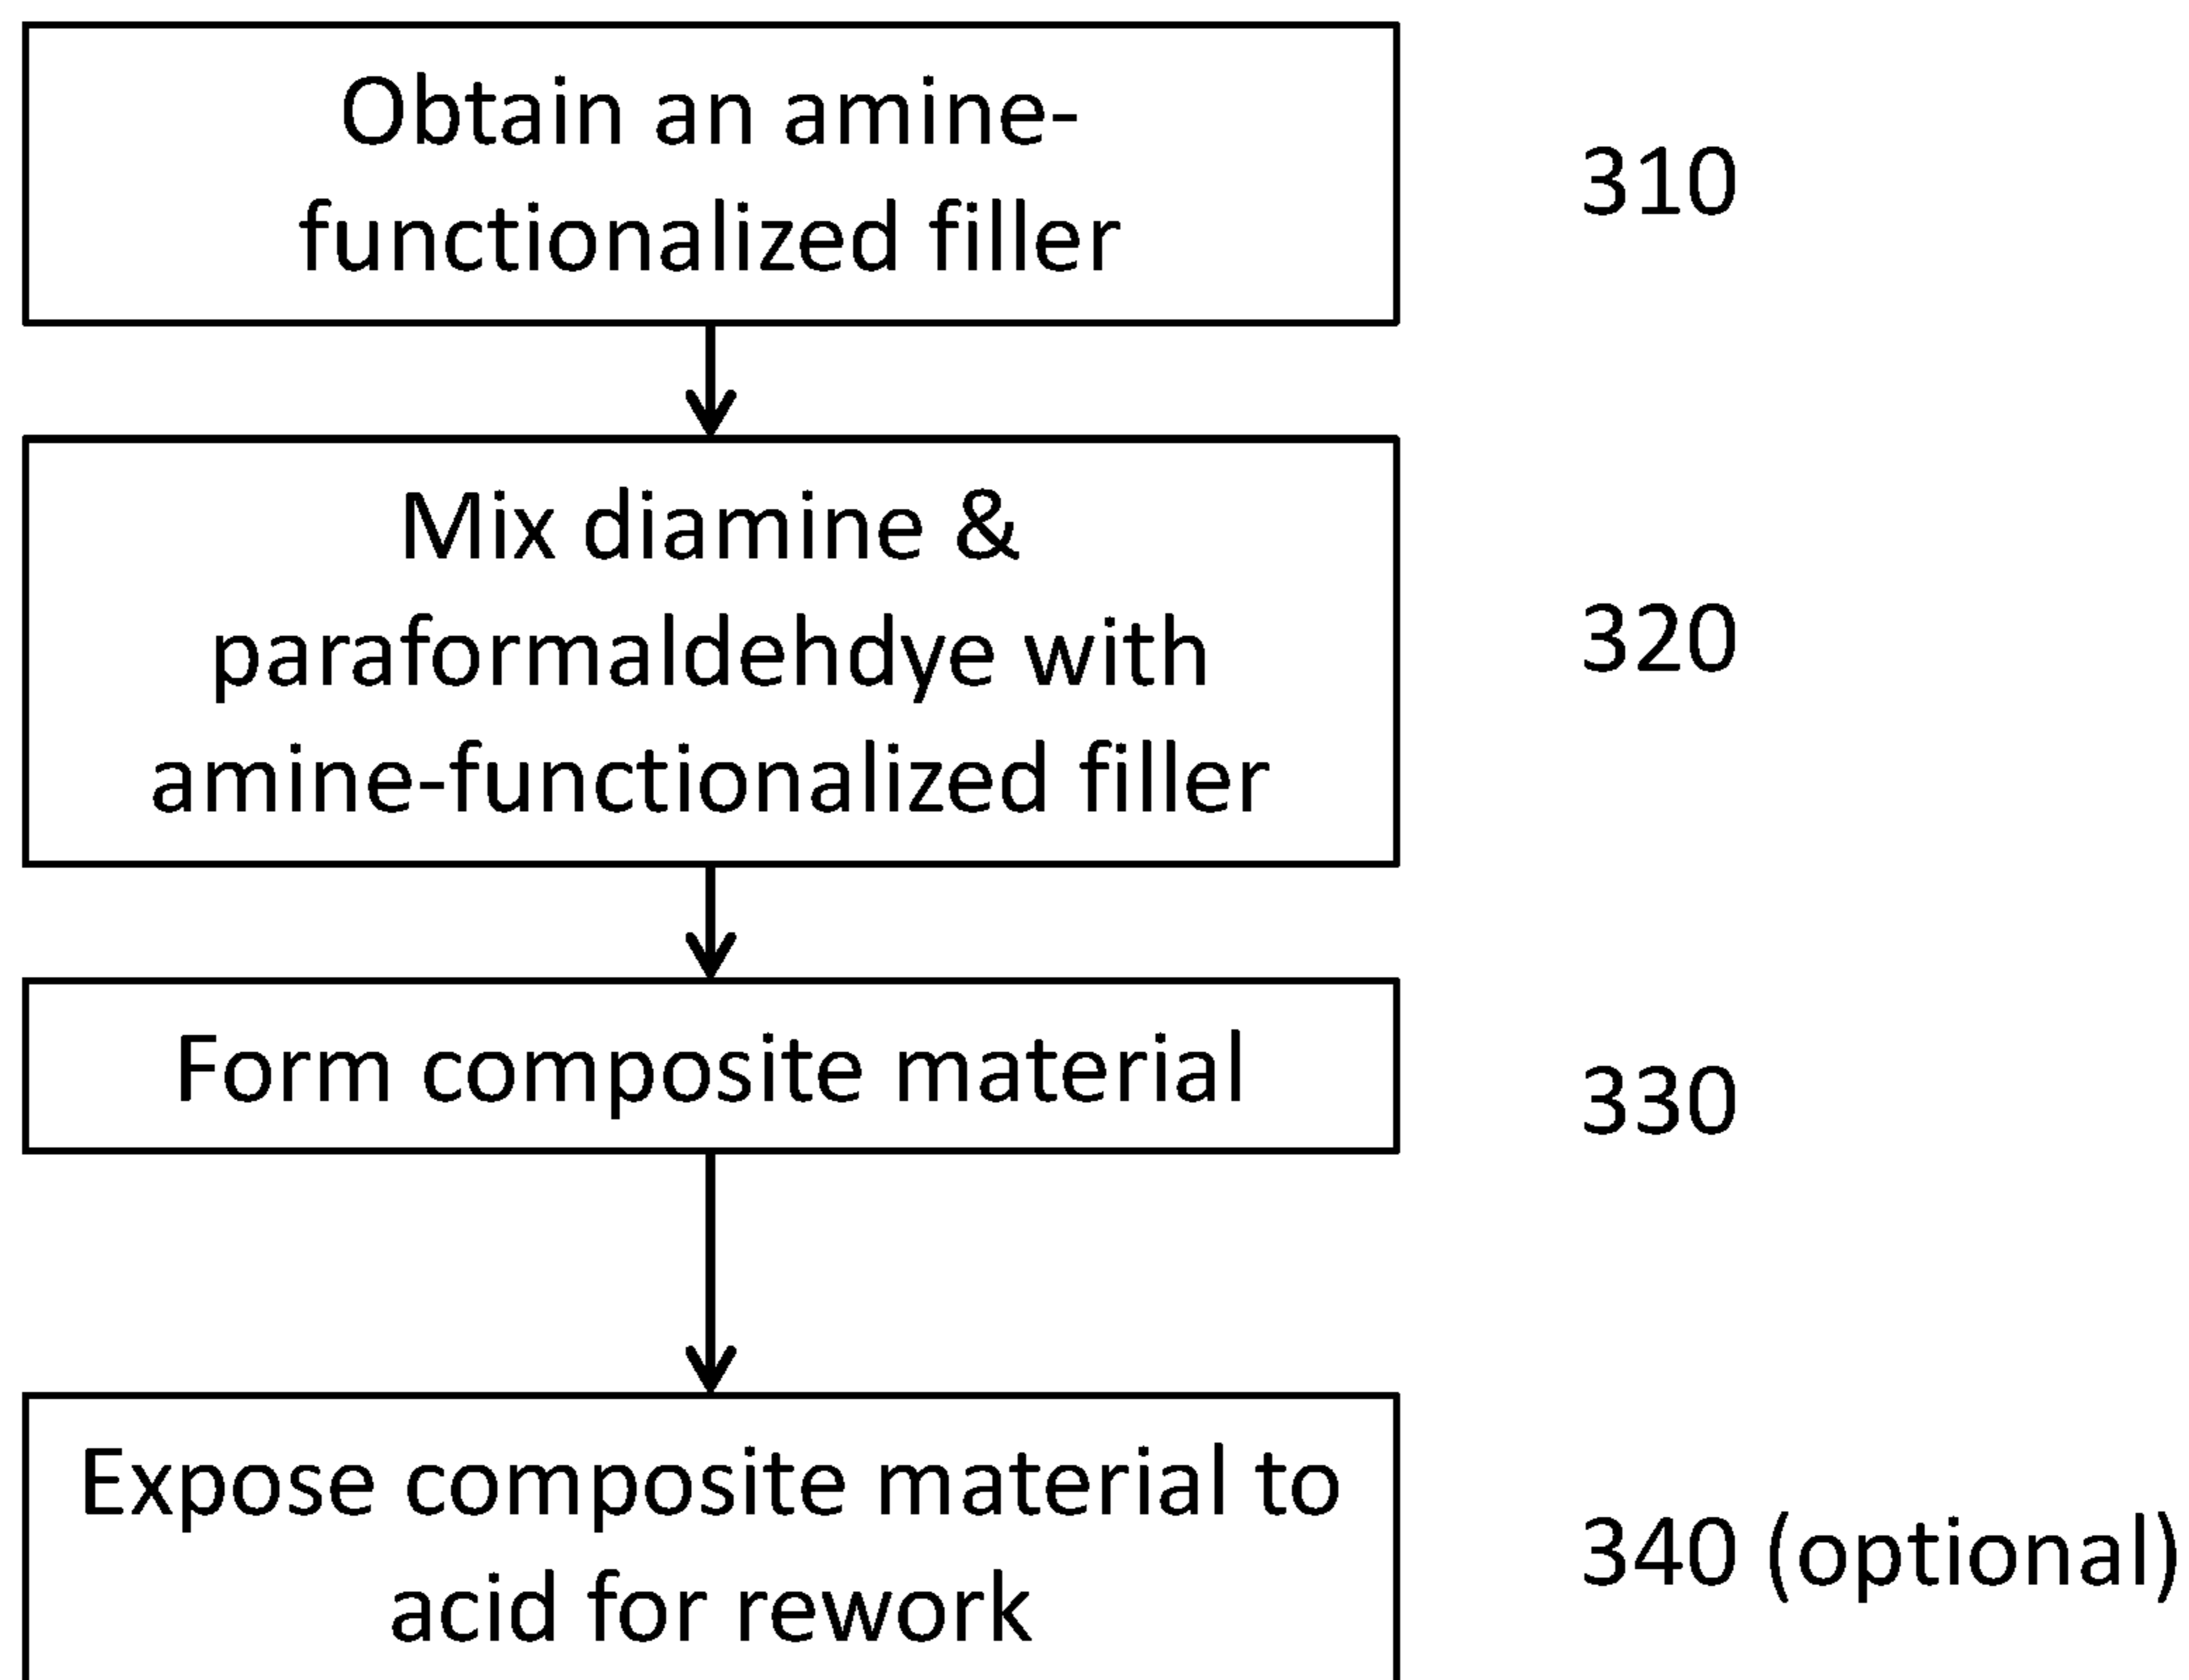 Obtain an amine-
functionalized filler
310
Mix diamine &
paraformaldehdye with
amine-functionalized filler
320
Form composite material
330
Expose composite material to
acid for rework
340 (optional)